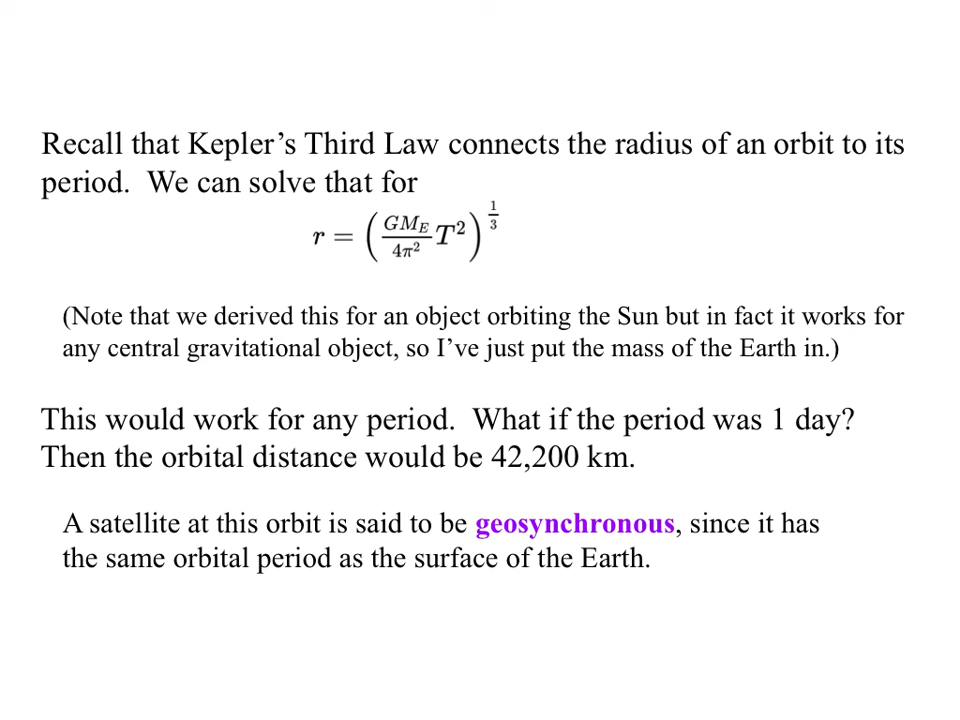 Recall that Kepler’s Third Law connects the radius of an orbit to its
period.  We can solve that for
r = (GM_E/4π² T²)^(1/3)
(Note that we derived this for an object orbiting the Sun but in fact it works for
any central gravitational object, so I’ve just put the mass of the Earth in.)
This would work for any period.  What if the period was 1 day?
Then the orbital distance would be 42,200 km.
A satellite at this orbit is said to be geosynchronous, since it has
the same orbital period as the surface of the Earth.